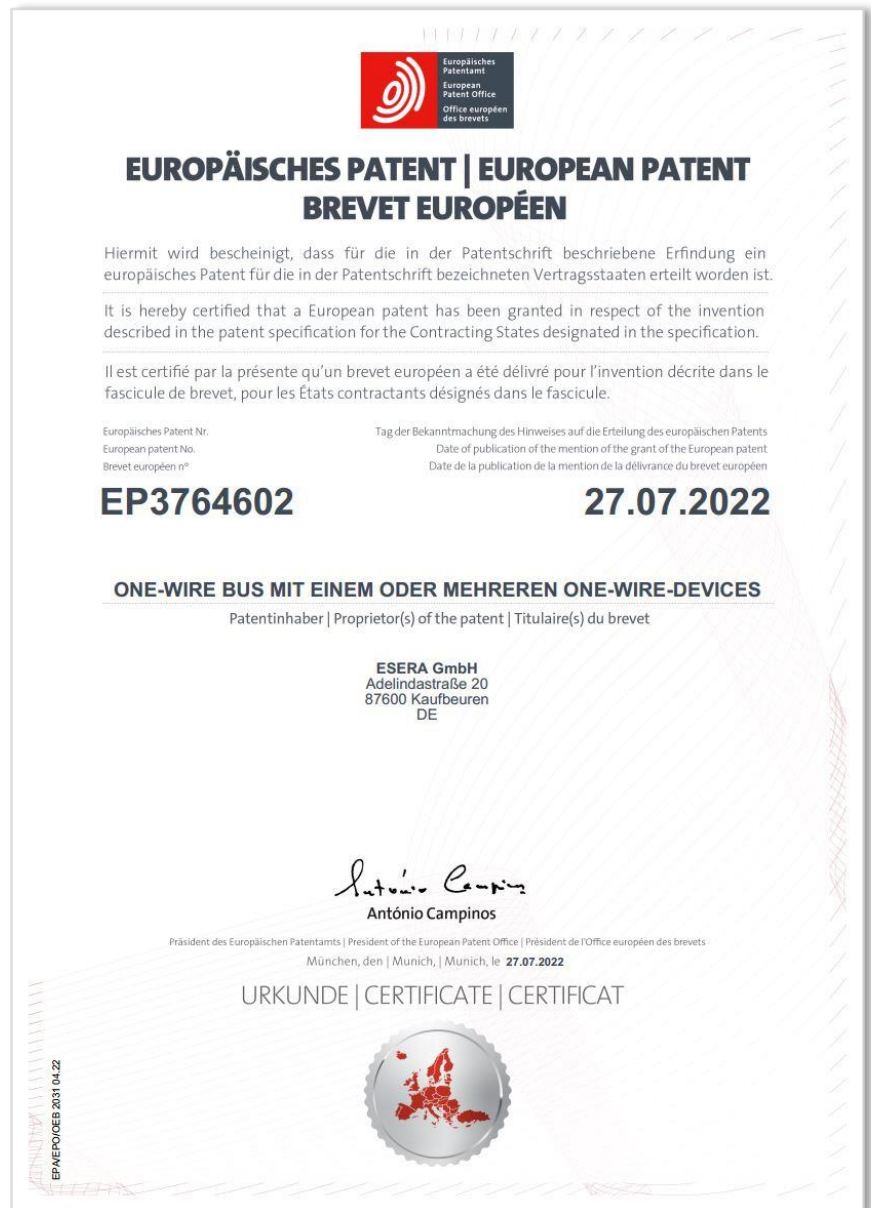 Europäisches
Patentamt
European
Patent Office
Office européen
des brevets
EUROPÄISCHES PATENT | EUROPEAN PATENT
BREVET EUROPÉEN
Hiermit wird bescheinigt, dass für die in der Patentschrift beschriebene Erfindung ein
europäisches Patent für die in der Patentschrift bezeichneten Vertragsstaaten erteilt worden ist.
It is hereby certified that a European patent has been granted in respect of the invention
described in the patent specification for the Contracting States designated in the specification.
Il est certifié par la présente qu'un brevet européen a été délivré pour l'invention décrite dans le
fascicule de brevet, pour les États contractants désignés dans le fascicule.
Europäisches Patent Nr.
European patent No.
Brevet européen n°
Tag der Bekanntmachung des Hinweises auf die Erteilung des europäischen Patents
Date of publication of the mention of the grant of the European patent
Date de la publication de la mention de la délivrance du brevet européen
EP3764602
27.07.2022
ONE-WIRE BUS MIT EINEM ODER MEHREREN ONE-WIRE-DEVICES
Patentinhaber | Proprietor(s) of the patent | Titulaire(s) du brevet
ESERA GmbH
Adelindastraße 20
87600 Kaufbeuren
DE
António Campinos
António Campinos
Präsident des Europäischen Patentamts | President of the European Patent Office | Président de l'Office européen des brevets
München, den | Munich, | Munich, le 27.07.2022
URKUNDE | CERTIFICATE | CERTIFICAT
EPA/EPO/OEB 2031 04.22